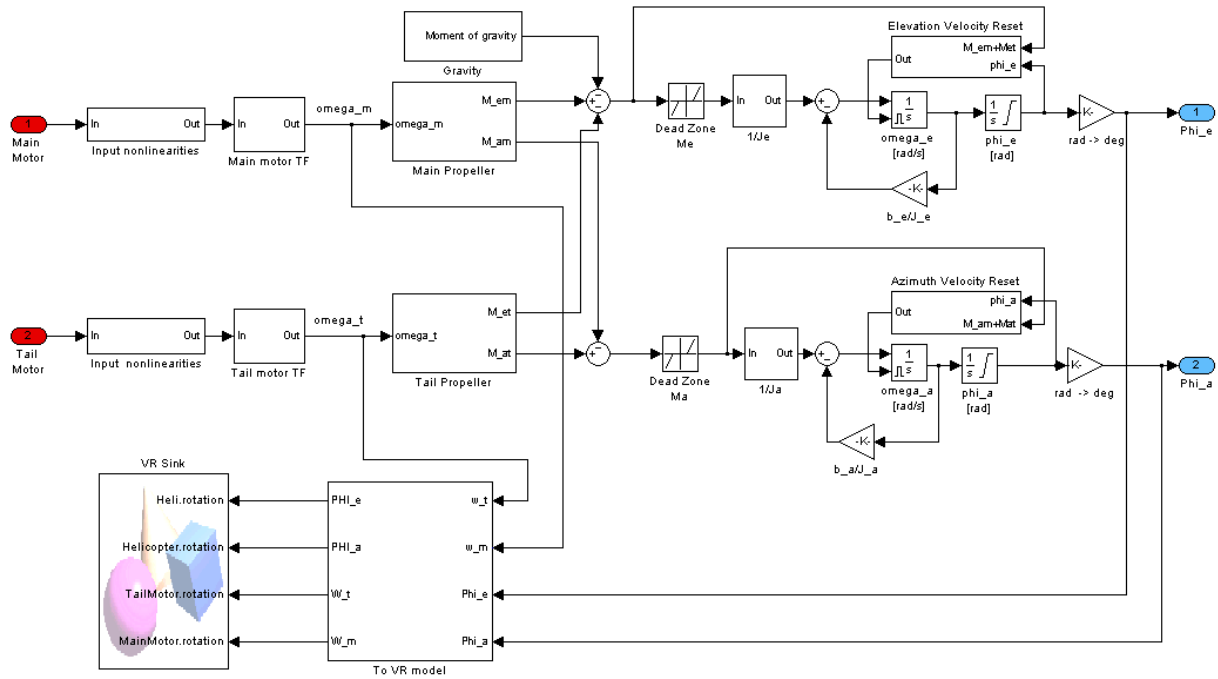 Moment of gravity
Gravity
Elevation Velocity Reset
M_em+Met
phi_e
Out
1
Main
Motor
In
Out
Input nonlinearities
In
Out
Main motor TF
omega_m
omega_m
M_em
M_am
Main Propeller
+
-
-
Dead Zone
Me
In
Out
1/Je
+
-
1
s
omega_e
[rad/s]
1
s
phi_e
[rad]
K-
rad -> deg
1
Phi_e
-K-
b_e/J_e
Azimuth Velocity Reset
phi_a
M_am+Mat
Out
2
Tail
Motor
In
Out
Input nonlinearities
In
Out
Tail motor TF
omega_t
omega_t
M_et
M_at
Tail Propeller
+
-
Dead Zone
Ma
In
Out
1/Ja
+
-
1
s
omega_a
[rad/s]
1
s
phi_a
[rad]
K-
rad -> deg
2
Phi_a
-K-
b_a/J_a
VR Sink
Heli.rotation
Helicopter.rotation
TailMotor.rotation
MainMotor.rotation
PHI_e
PHI_a
W_t
W_m
w_t
w_m
Phi_e
Phi_a
To VR model